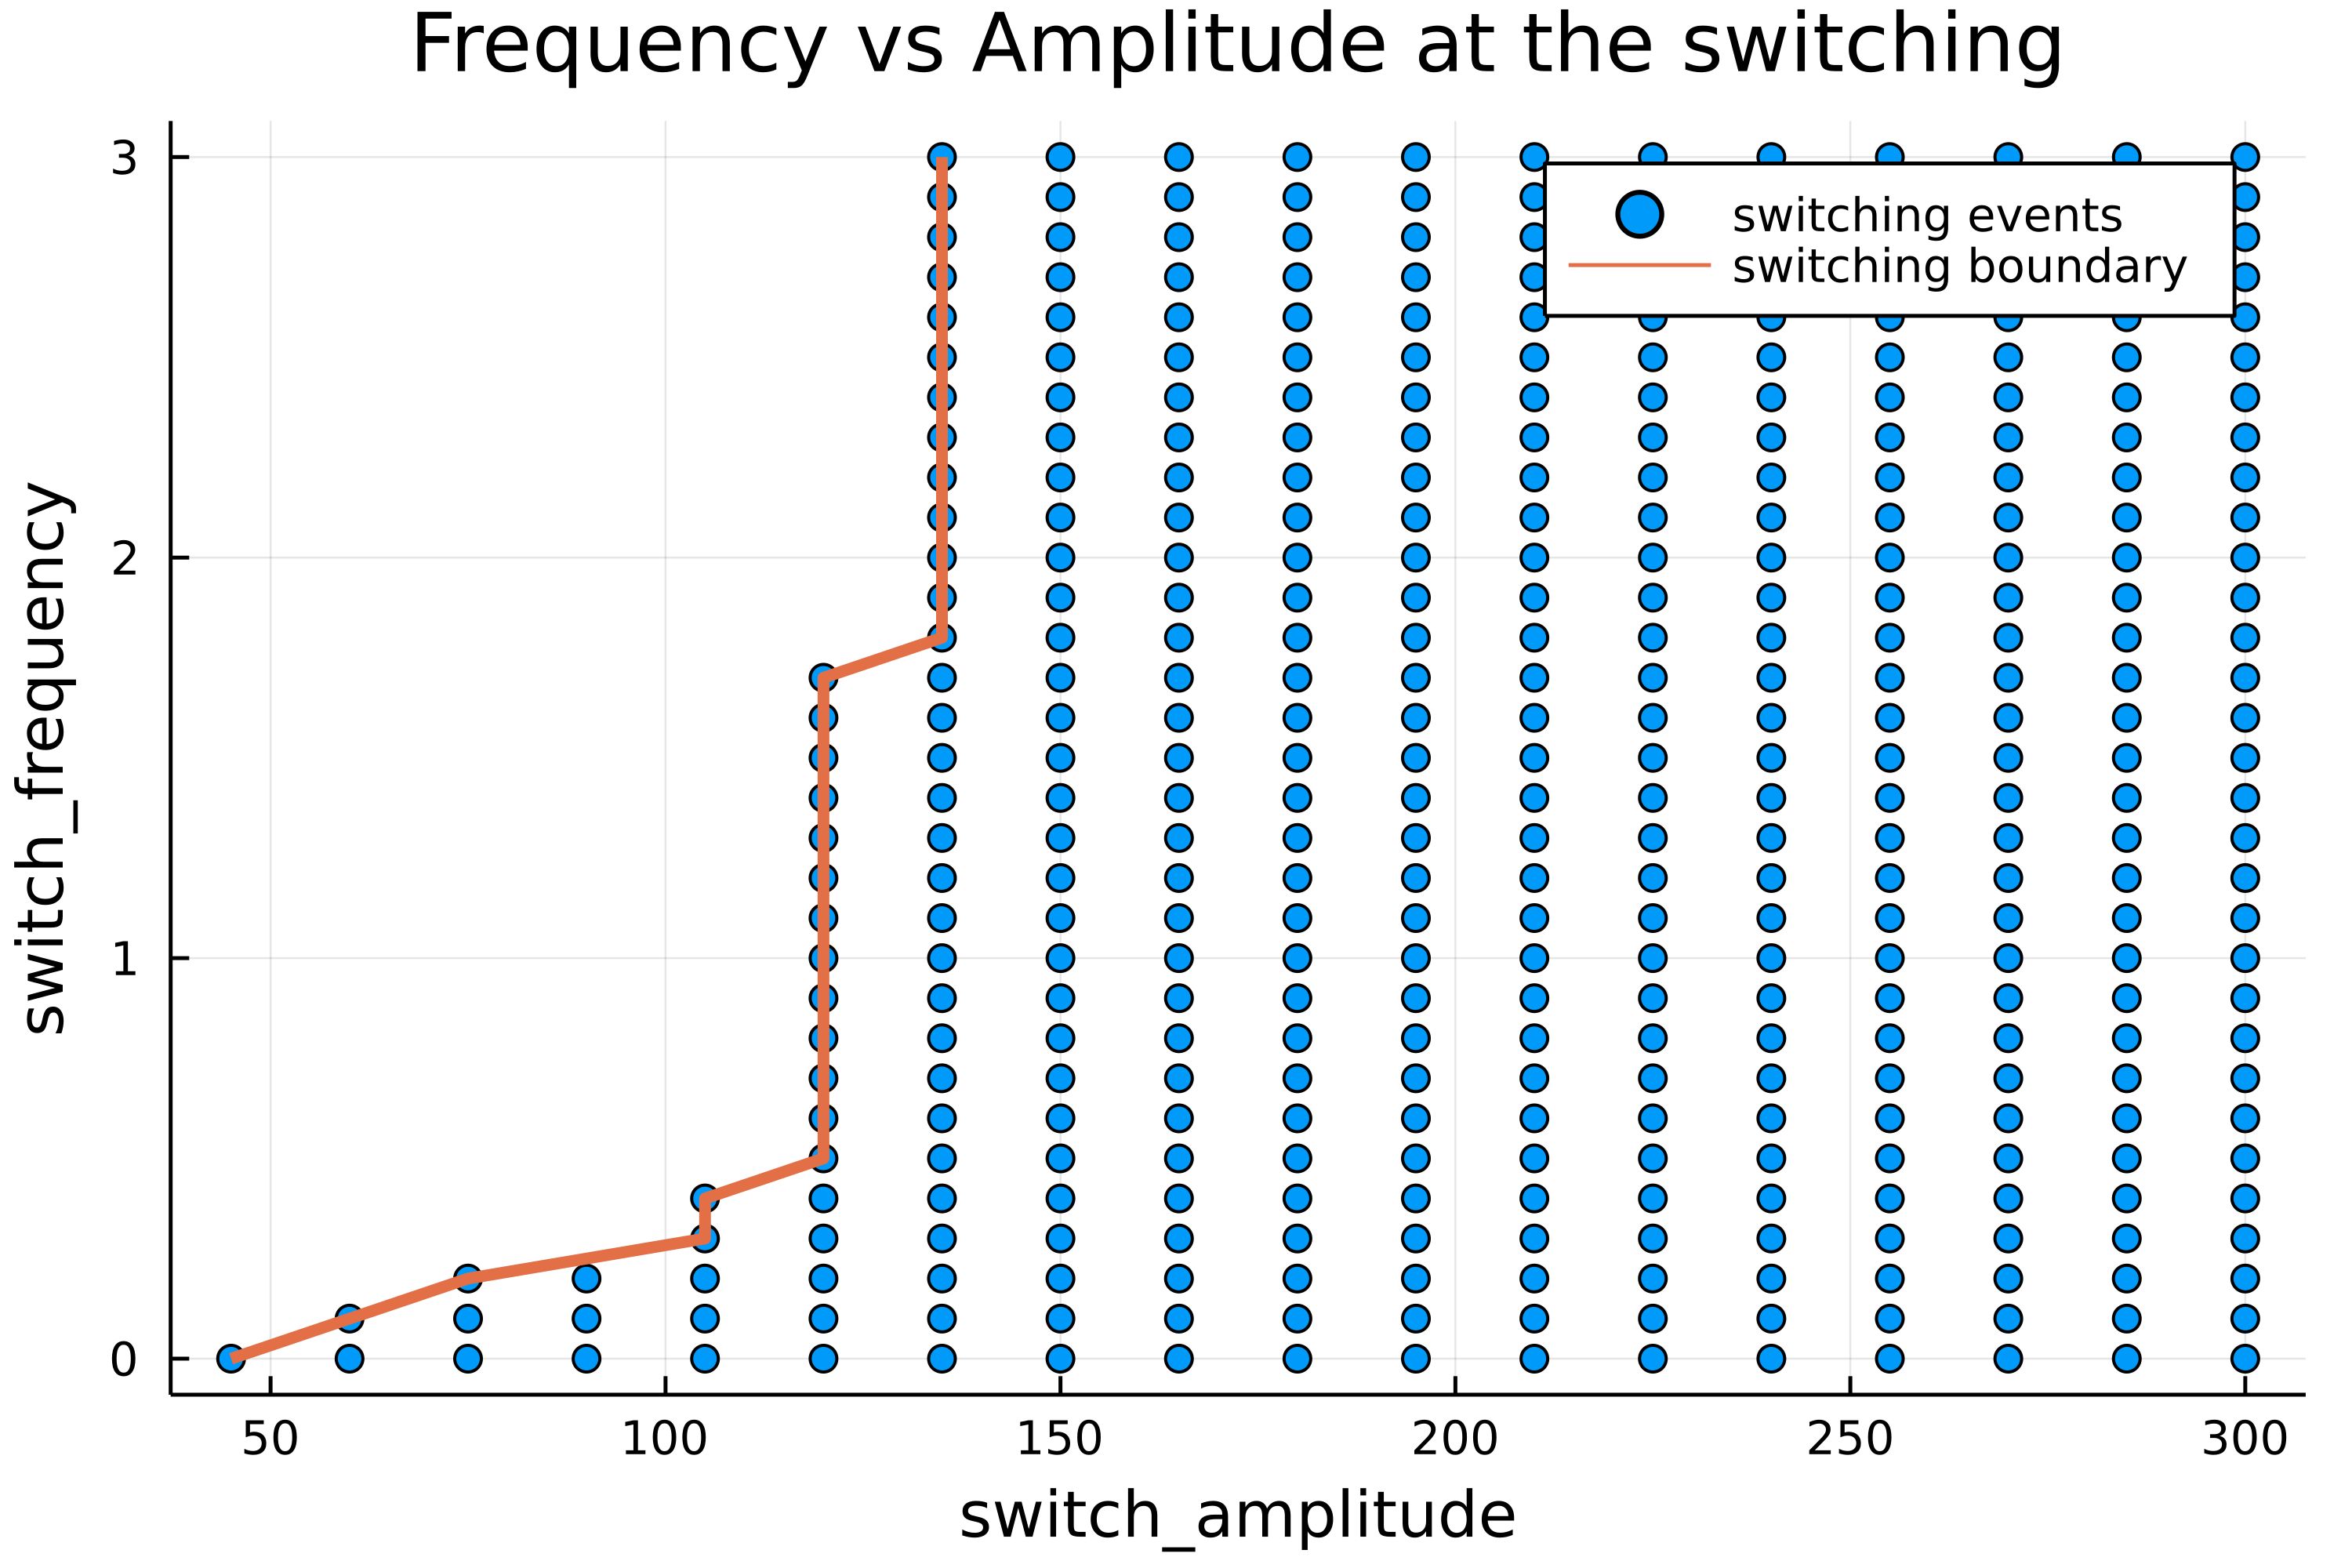 Frequency vs Amplitude at the switching
switching events
switching boundary
switch_frequency
3
2
1
0
50 100 150 200 250 300
switch_amplitude